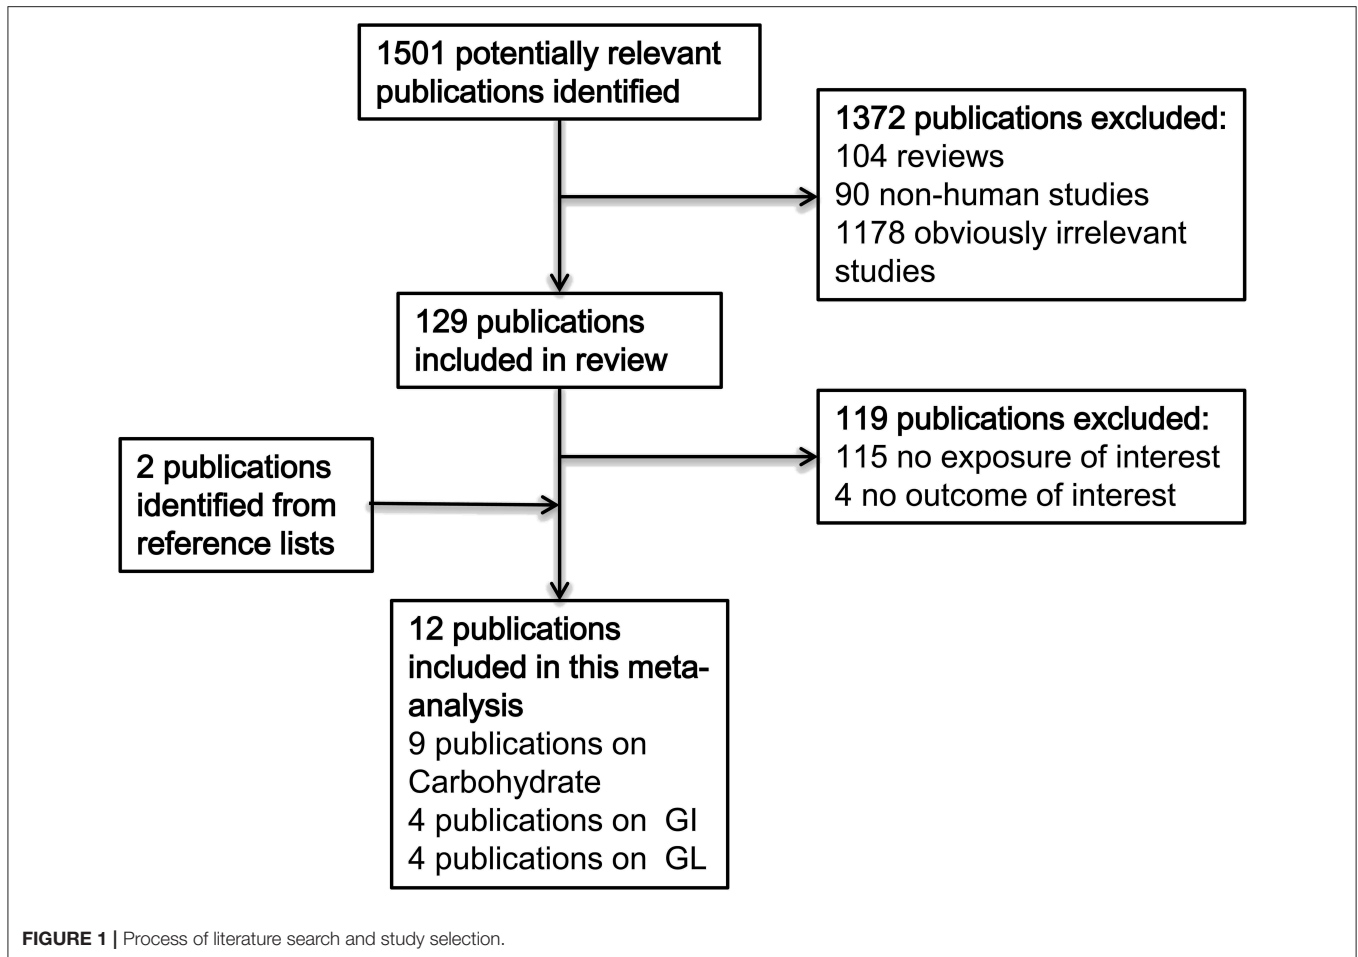 1501 potentially relevant
publications identified
1372 publications excluded:
104 reviews
90 non-human studies
1178 obviously irrelevant
studies
129 publications
included in review
119 publications excluded:
115 no exposure of interest
4 no outcome of interest
2 publications
identified from
reference lists
12 publications
included in this meta-
analysis
9 publications on
Carbohydrate
4 publications on GI
4 publications on GL
FIGURE 1 | Process of literature search and study selection.